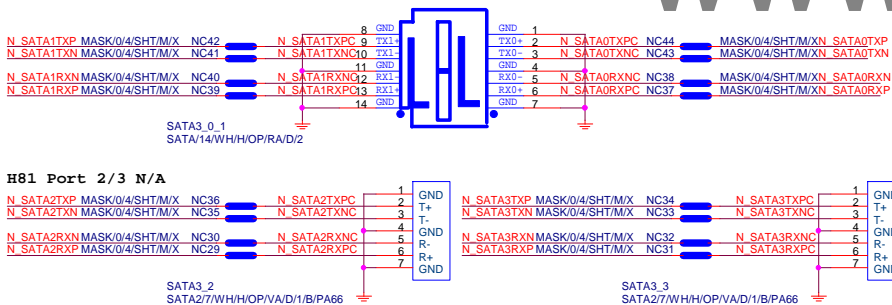 8 GND GND 1
N_SATA1TXP MASK/0/4/SHT/M/X NC42 N_SATA1TXPC 9 TX1+ TX0+ 2 N_SATA0TXPC NC44 MASK/0/4/SHT/M/X N_SATA0TXP
N_SATA1TXN MASK/0/4/SHT/M/X NC41 N_SATA1TXNC 10 TX1- TX0- 3 N_SATA0TXNC NC43 MASK/0/4/SHT/M/X N_SATA0TXN
11 GND GND 4
N_SATA1RXN MASK/0/4/SHT/M/X NC40 N_SATA1RXNC 12 RX1- RX0- 5 N_SATA0RXNC NC38 MASK/0/4/SHT/M/X N_SATA0RXN
N_SATA1RXP MASK/0/4/SHT/M/X NC39 N_SATA1RXPC 13 RX1+ RX0+ 6 N_SATA0RXPC NC37 MASK/0/4/SHT/M/X N_SATA0RXP
14 GND GND 7
SATA3_0_1
SATA/14/WH/H/OP/RA/D/2
H81 Port 2/3 N/A
1 GND 1 GND
N_SATA2TXP MASK/0/4/SHT/M/X NC36 N_SATA2TXPC 2 T+ N_SATA3TXP MASK/0/4/SHT/M/X NC34 N_SATA3TXPC 2 T+
N_SATA2TXN MASK/0/4/SHT/M/X NC35 N_SATA2TXNC 3 T- N_SATA3TXN MASK/0/4/SHT/M/X NC33 N_SATA3TXNC 3 T-
4 GND 4 GND
N_SATA2RXN MASK/0/4/SHT/M/X NC30 N_SATA2RXNC 5 R- N_SATA3RXN MASK/0/4/SHT/M/X NC32 N_SATA3RXNC 5 R-
N_SATA2RXP MASK/0/4/SHT/M/X NC29 N_SATA2RXPC 6 R+ N_SATA3RXP MASK/0/4/SHT/M/X NC31 N_SATA3RXPC 6 R+
7 GND 7 GND
SATA3_2 SATA3_3
SATA2/7/WH/H/OP/VA/D/1/B/PA66 SATA2/7/WH/H/OP/VA/D/1/B/PA66